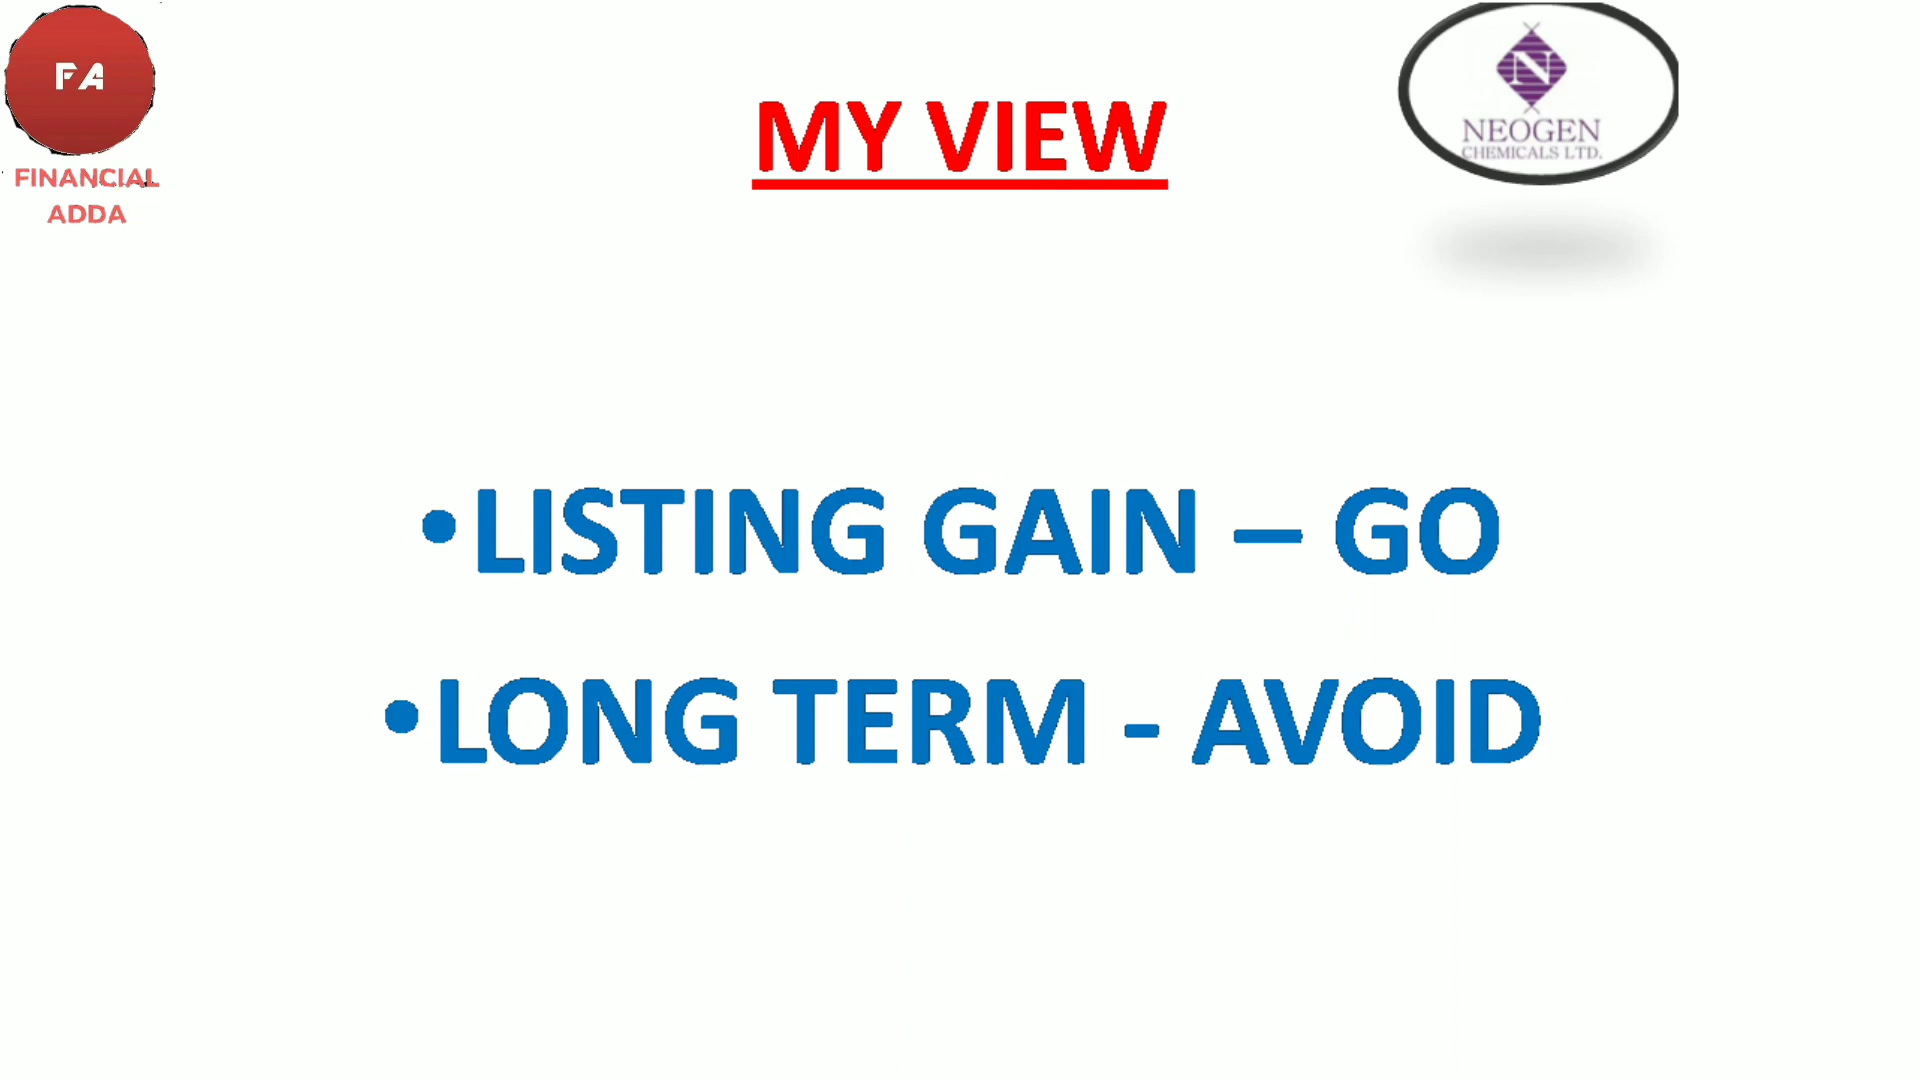 FA
FINANCIAL
ADDA
MY VIEW
N
NEOGEN
CHEMICALS LTD.
•LISTING GAIN – GO
•LONG TERM - AVOID